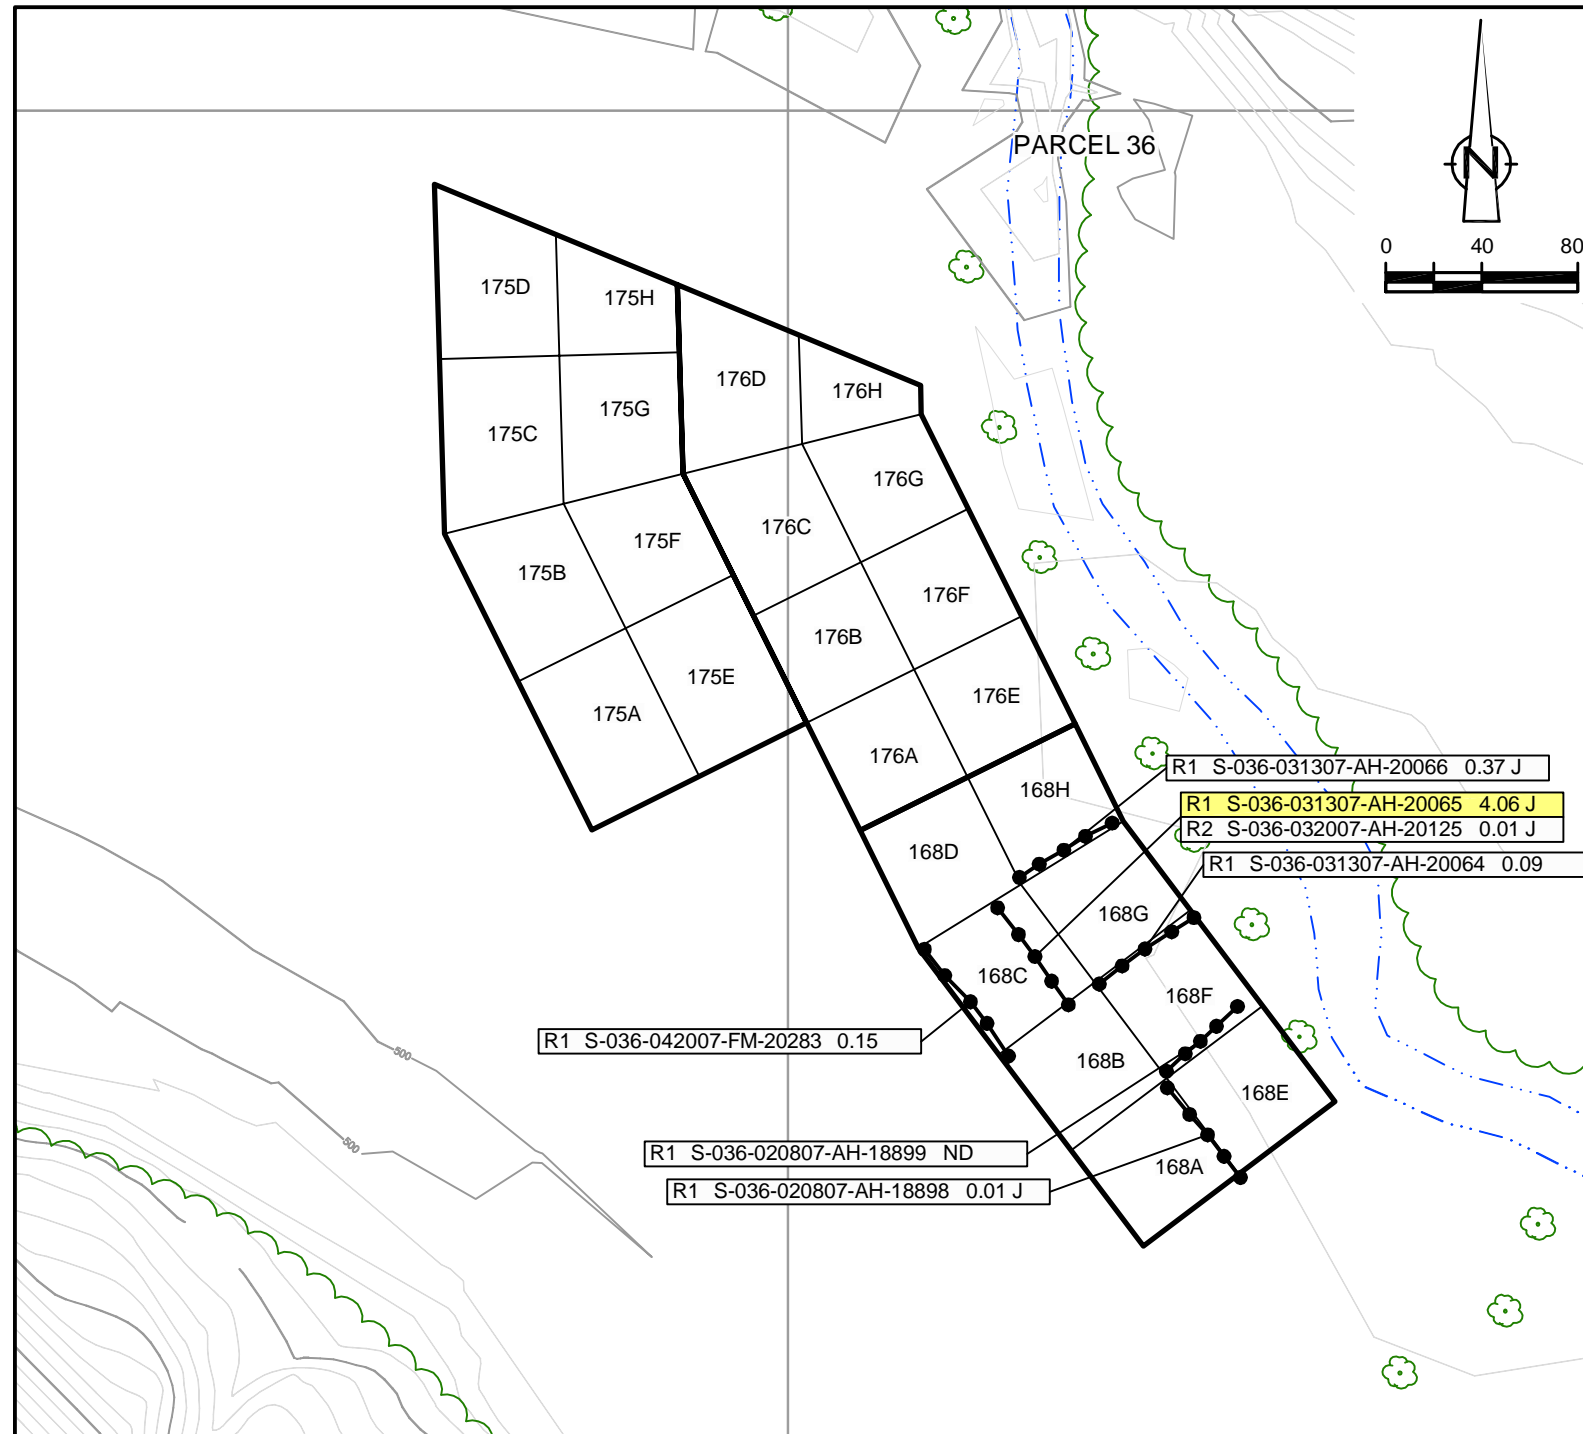 PARCEL 36
N
0 40 80
175D
175H
176D
176H
175C
175G
176G
176C
175F
175B
176F
176B
175E
176E
175A
176A
R1 S-036-031307-AH-20066 0.37 J
168H
R1 S-036-031307-AH-20065 4.06 J
R2 S-036-032007-AH-20125 0.01 J
168D
R1 S-036-031307-AH-20064 0.09
168G
168C
168F
R1 S-036-042007-FM-20283 0.15
500
168B
168E
500
R1 S-036-020807-AH-18899 ND
168A
R1 S-036-020807-AH-18898 0.01 J